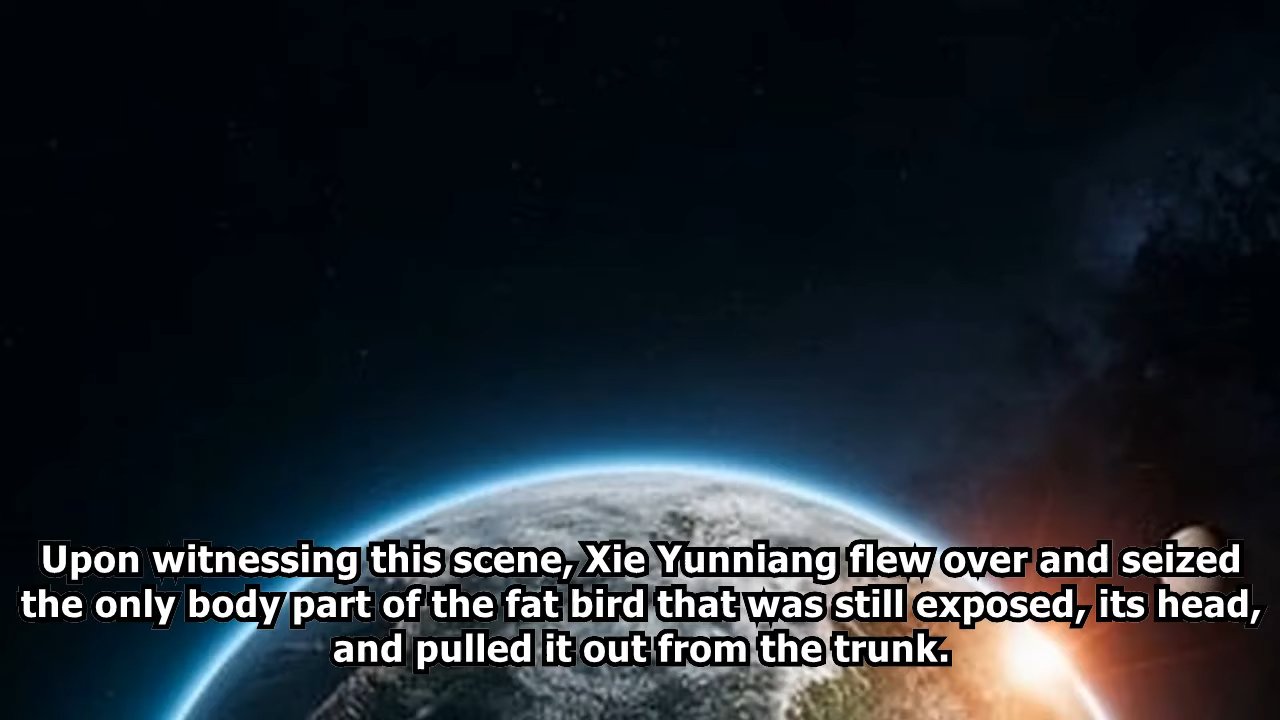 Upon witnessing this scene, Xie Yunniang flew over and seized
the only body part of the fat bird that was still exposed, its head,
and pulled it out from the trunk.